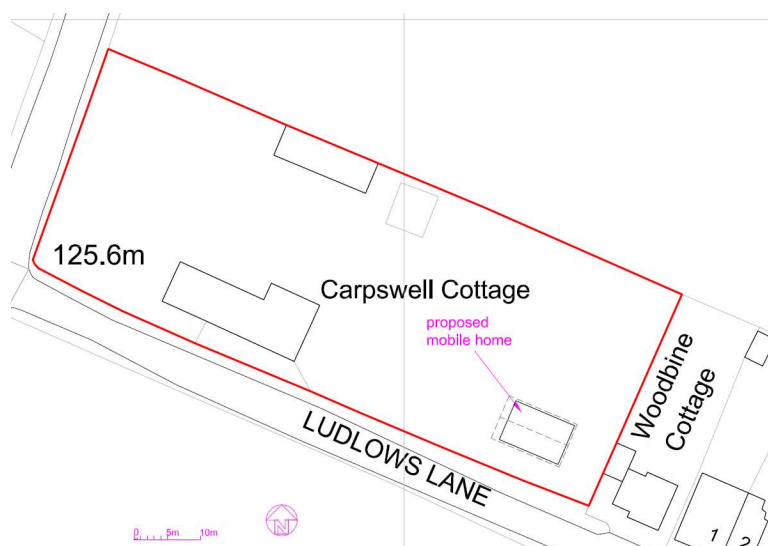 125.6m
Carpswell Cottage
proposed
mobile home
Woodbine
Cottage
LUDLOWS LANE
1
2
N
0 5m 10m